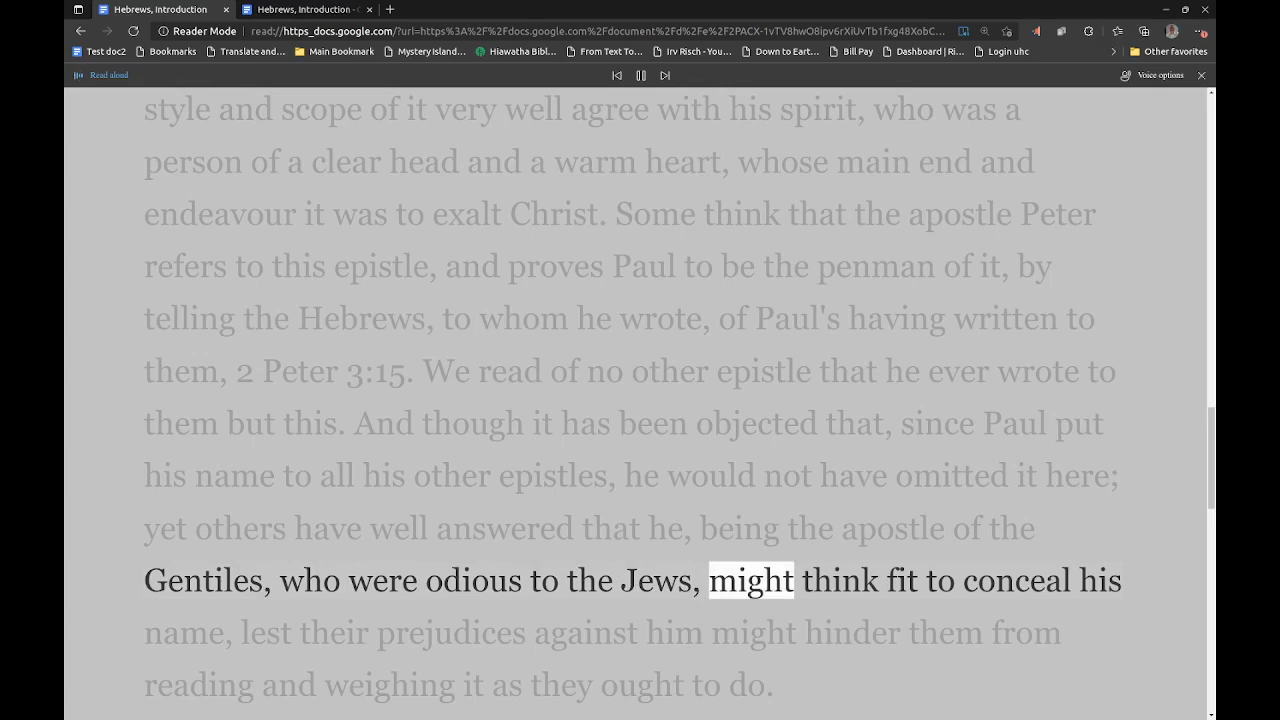 Hebrews, Introduction
Hebrews, Introduction -
Reader Mode
read://https_docs.google.com/?url=https%3A%2F%2Fdocs.google.com%2Fdocument%2Fd%2Fe%2F2PACX-1vTV8hwO8ipv6rXiUvTb1fxg48XobC...
Test doc2 Bookmarks Translate and... Main Bookmark Mystery Island... Hiawatha Bibl... From Text To... Irv Risch - You... Down to Eart... Bill Pay Dashboard | Ri... Login uhc Other favorites
Read aloud
Voice options
style and scope of it very well agree with his spirit, who was a
person of a clear head and a warm heart, whose main end and
endeavour it was to exalt Christ. Some think that the apostle Peter
refers to this epistle, and proves Paul to be the penman of it, by
telling the Hebrews, to whom he wrote, of Paul's having written to
them, 2 Peter 3:15. We read of no other epistle that he ever wrote to
them but this. And though it has been objected that, since Paul put
his name to all his other epistles, he would not have omitted it here;
yet others have well answered that he, being the apostle of the
Gentiles, who were odious to the Jews, might think fit to conceal his
name, lest their prejudices against him might hinder them from
reading and weighing it as they ought to do.